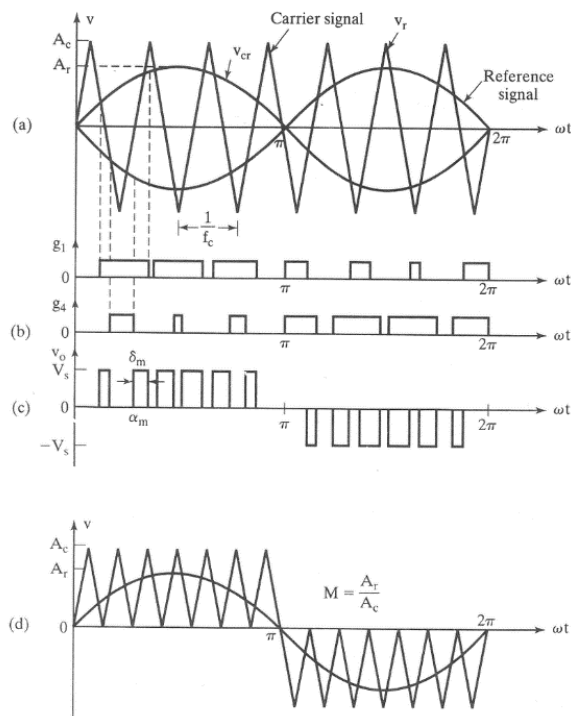 v
Carrier signal
A_c
v_r
A_r
v_cr
Reference signal
(a)
π
2π
ωt
1/f_c
g_1
0
π
2π
ωt
g_4
(b)
0
π
2π
ωt
v_o
V_s
δ_m
(c)
0
α_m
π
2π
ωt
−V_s
v
A_c
A_r
M = A_r/A_c
(d)
0
π
2π
ωt